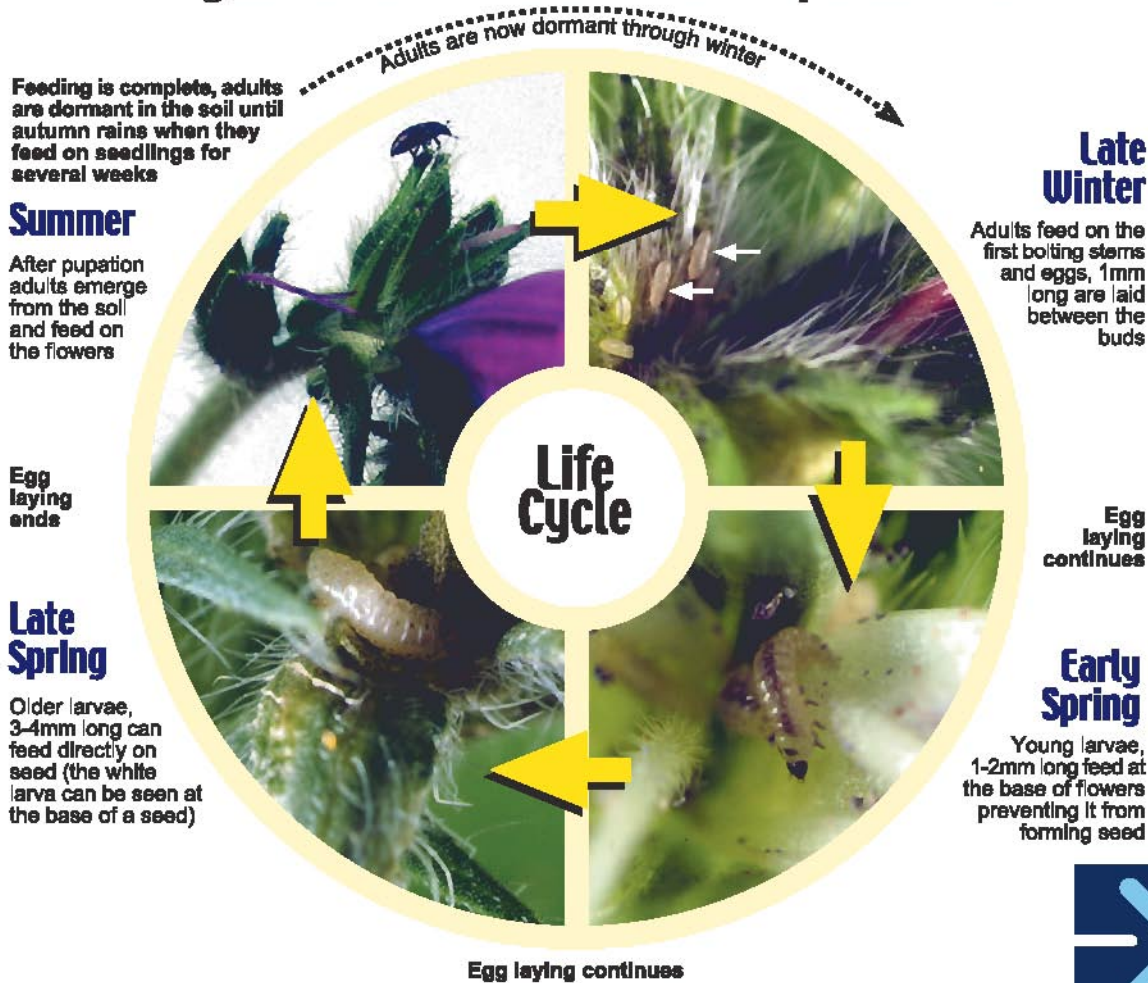 Adults are now dormant through winter
Feeding is complete, adults
are dormant in the soil until
autumn rains when they
feed on seedlings for
several weeks
Summer
After pupation
adults emerge
from the soil
and feed on
the flowers
Late
Winter
Adults feed on the
first bolting stems
and eggs, 1mm
long are laid
between the
buds
Life
Cycle
Egg
laying
ends
Egg
laying
continues
Late
Spring
Older larvae,
3-4mm long can
feed directly on
seed (the white
larva can be seen at
the base of a seed)
Early
Spring
Young larvae,
1-2mm long feed at
the base of flowers
preventing it from
forming seed
Egg laying continues